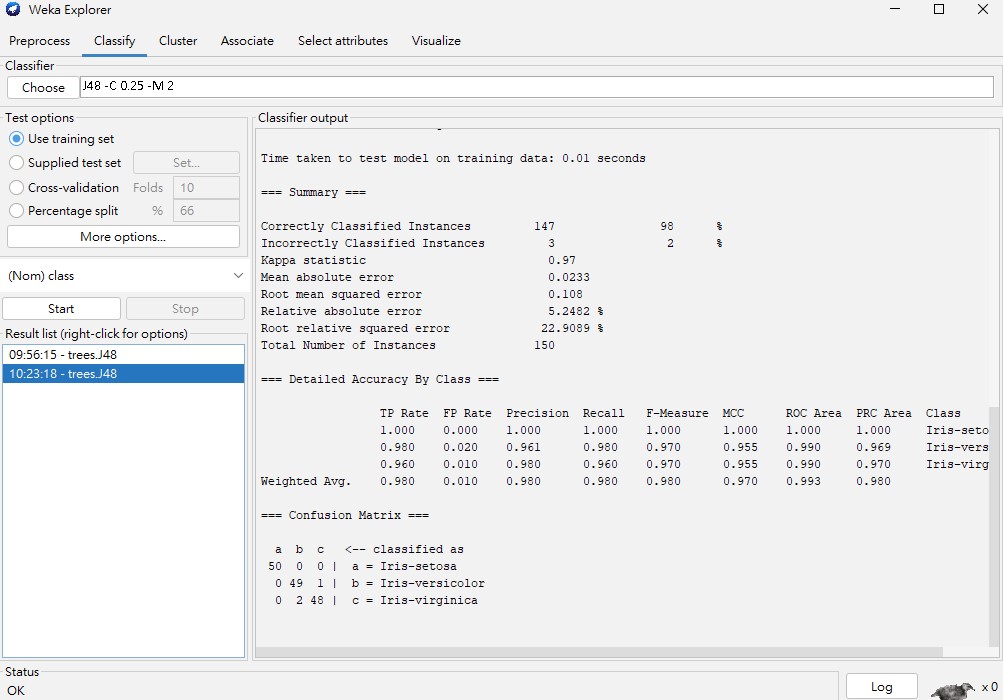 Weka Explorer
Preprocess Classify Cluster Associate Select attributes Visualize
Classifier
Choose J48 -C 0.25 -M 2
Test options
Use training set
Supplied test set Set...
Cross-validation Folds 10
Percentage split % 66
More options...
(Nom) class
Start Stop
Result list (right-click for options)
09:56:15 - trees.J48
10:23:18 - trees.J48
Classifier output
Time taken to test model on training data: 0.01 seconds
=== Summary ===
Correctly Classified Instances 147 98 %
Incorrectly Classified Instances 3 2 %
Kappa statistic 0.97
Mean absolute error 0.0233
Root mean squared error 0.108
Relative absolute error 5.2482 %
Root relative squared error 22.9089 %
Total Number of Instances 150
=== Detailed Accuracy By Class ===
TP Rate FP Rate Precision Recall F-Measure MCC ROC Area PRC Area Class
1.000 0.000 1.000 1.000 1.000 1.000 1.000 1.000 Iris-seto
0.980 0.020 0.961 0.980 0.970 0.955 0.990 0.969 Iris-vers
0.960 0.010 0.980 0.960 0.970 0.955 0.990 0.970 Iris-virg
Weighted Avg. 0.980 0.010 0.980 0.980 0.980 0.970 0.993 0.980
=== Confusion Matrix ===
a b c <-- classified as
50 0 0 | a = Iris-setosa
0 49 1 | b = Iris-versicolor
0 2 48 | c = Iris-virginica
Status
OK
Log x 0